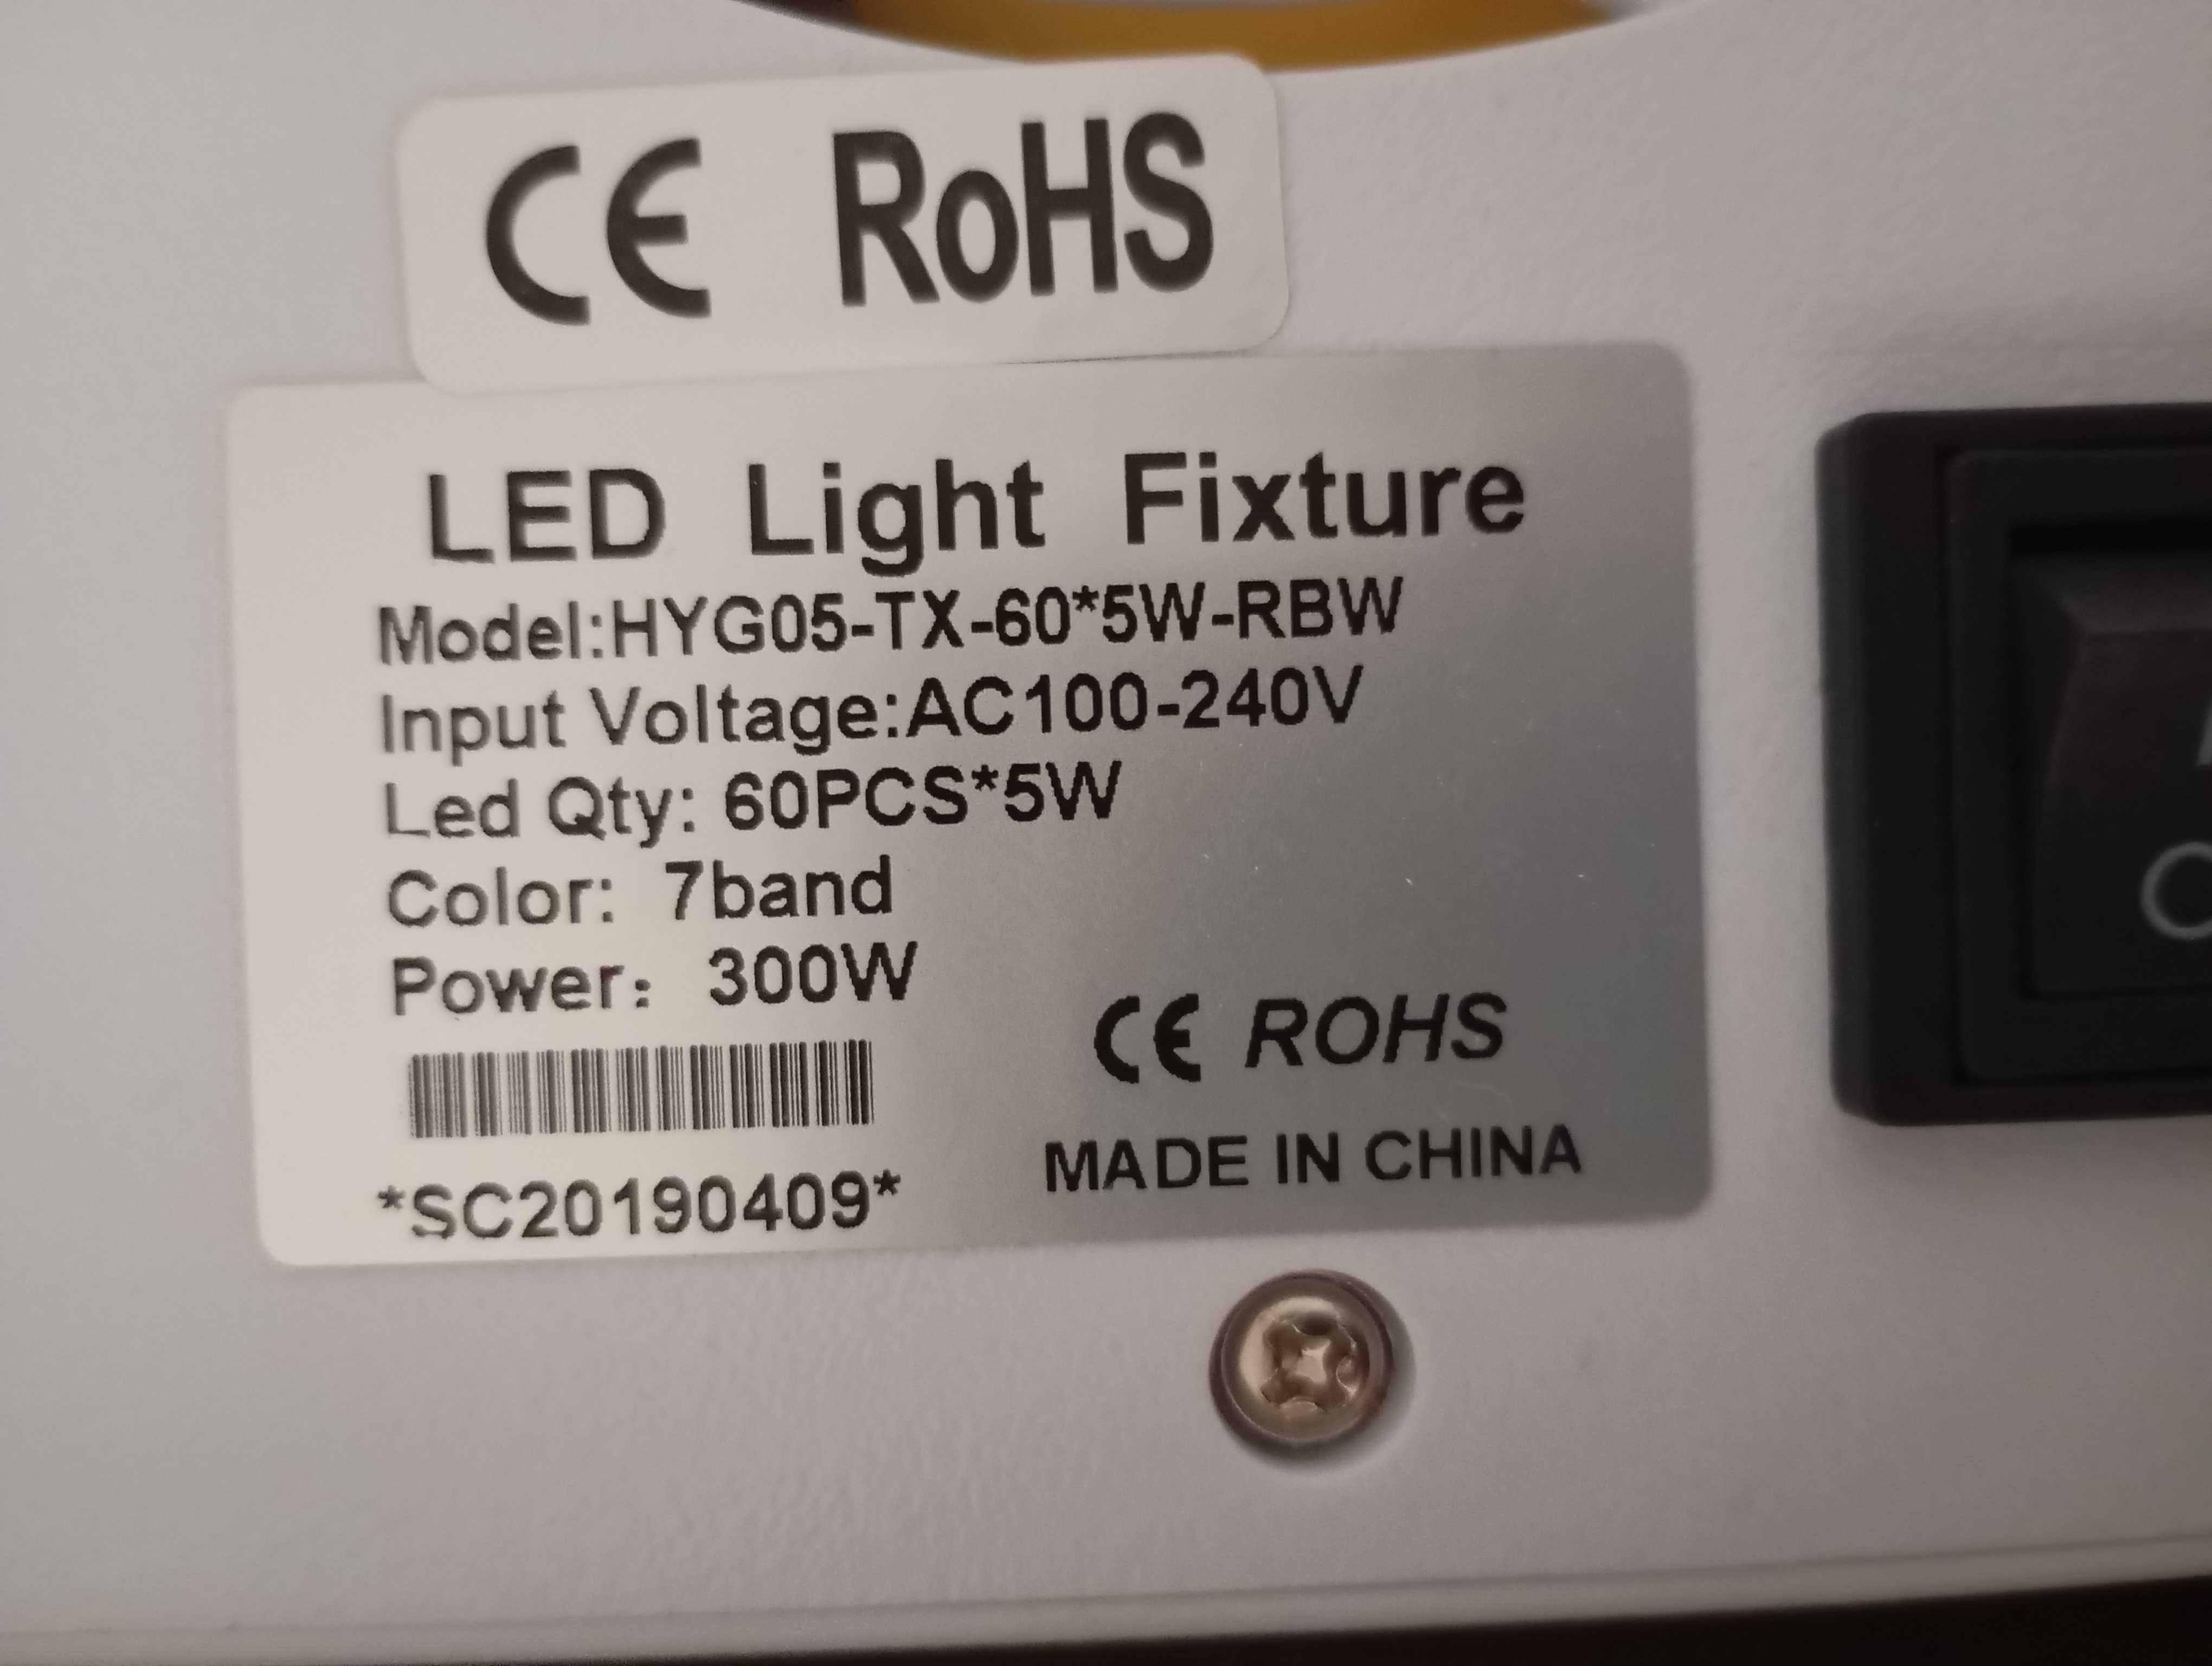 CE RoHS
LED Light Fixture
Model:HYG05-TX-60*5W-RBW
Input Voltage:AC100-240V
Led Qty: 60PCS*5W
Color: 7band
Power: 300W
CE ROHS
*SC20190409*
MADE IN CHINA